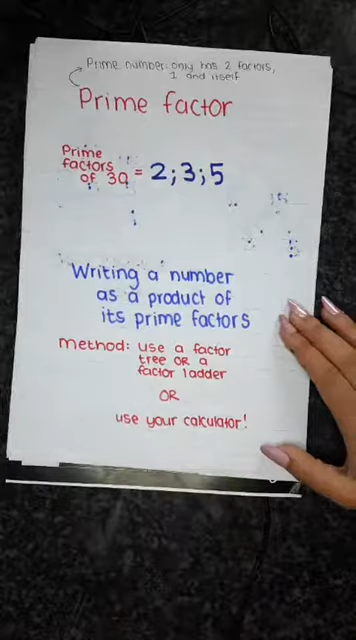 Prime number: only has 2 factors,
1 and itself
Prime factor
Prime
factors
of 30 = 2; 3; 5
Writing a number
as a product of
its prime factors
method: use a factor
tree OR a
factor ladder
OR
use your calculator!